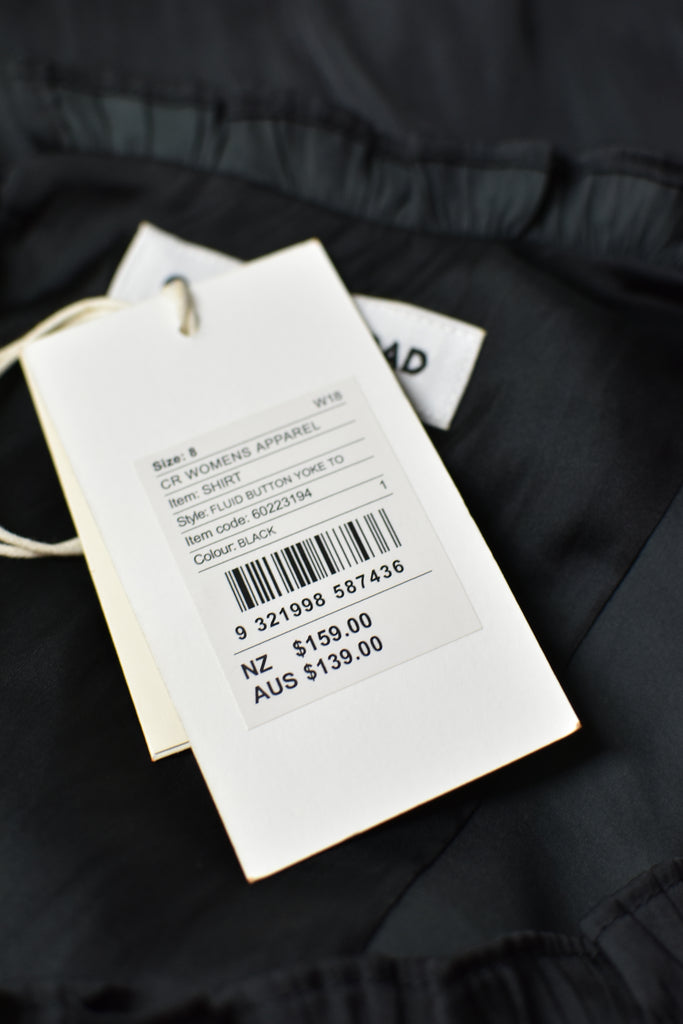 AD
W18
Size: 8
CR WOMENS APPAREL
Item: SHIRT
Style: FLUID BUTTON YOKE TO
Item code: 60223194 1
Colour: BLACK
9 321998 587436
NZ $159.00
AUS $139.00